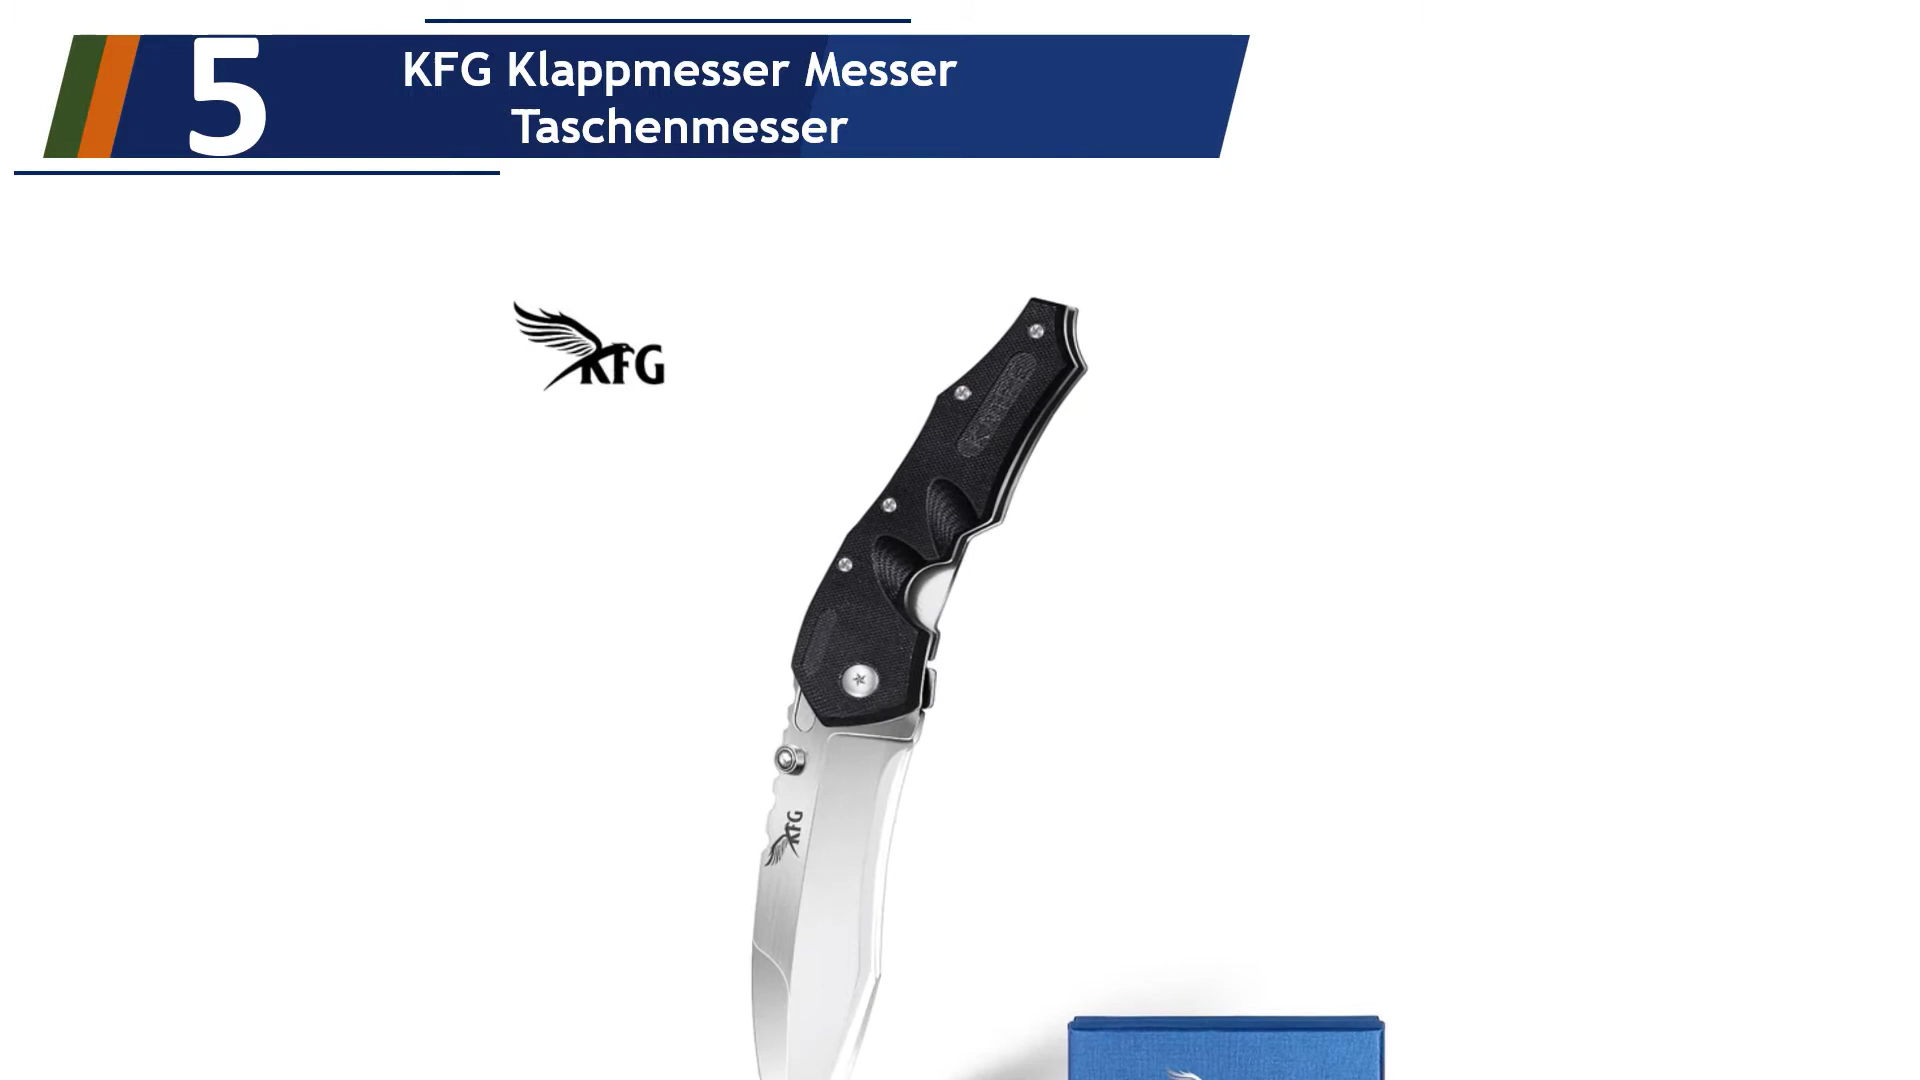 5
KFG Klappmesser Messer
Taschenmesser
KFG
KFG